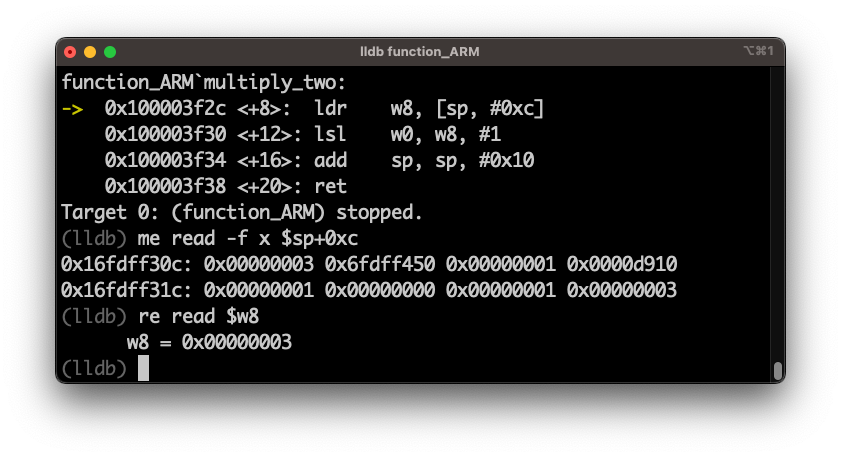 lldb function_ARM
⌥⌘1
function_ARM`multiply_two:
->  0x100003f2c <+8>:  ldr    w8, [sp, #0xc]
    0x100003f30 <+12>: lsl    w0, w8, #1
    0x100003f34 <+16>: add    sp, sp, #0x10
    0x100003f38 <+20>: ret
Target 0: (function_ARM) stopped.
(lldb) me read -f x $sp+0xc
0x16fdff30c: 0x00000003 0x6fdff450 0x00000001 0x0000d910
0x16fdff31c: 0x00000001 0x00000000 0x00000001 0x00000003
(lldb) re read $w8
      w8 = 0x00000003
(lldb)